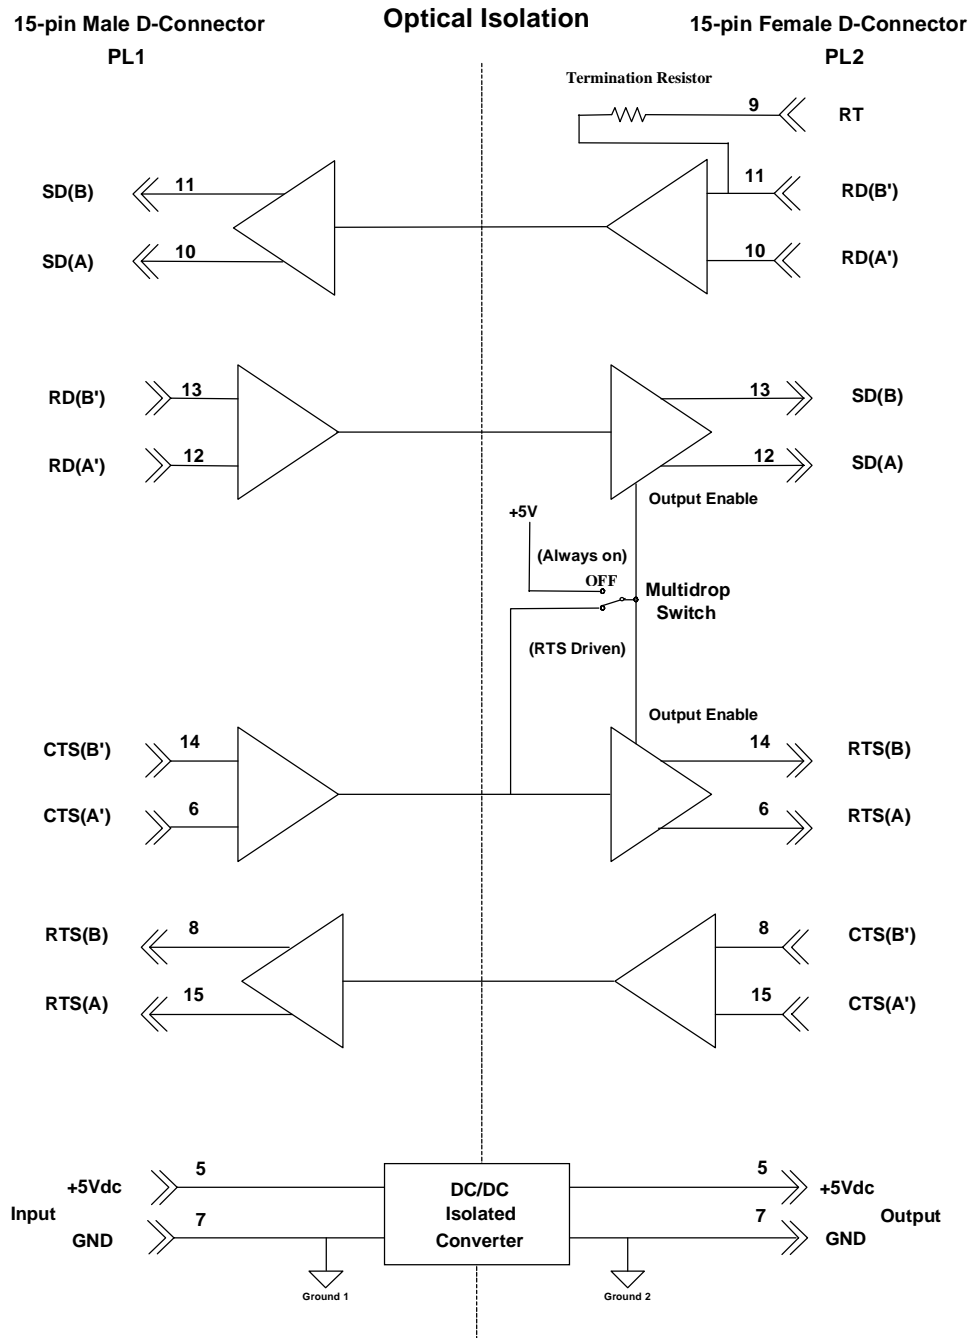 15-pin Male D-Connector
PL1
Optical Isolation
15-pin Female D-Connector
PL2
Termination Resistor
9
RT
SD(B)
11
11
RD(B')
SD(A)
10
10
RD(A')
RD(B')
13
13
SD(B)
RD(A')
12
12
SD(A)
Output Enable
+5V
(Always on)
OFF
Multidrop
Switch
(RTS Driven)
Output Enable
CTS(B')
14
14
RTS(B)
CTS(A')
6
6
RTS(A)
RTS(B)
8
8
CTS(B')
RTS(A)
15
15
CTS(A')
+5Vdc
5
5
+5Vdc
Input
GND
7
DC/DC
Isolated
Converter
7
GND
Output
Ground 1
Ground 2